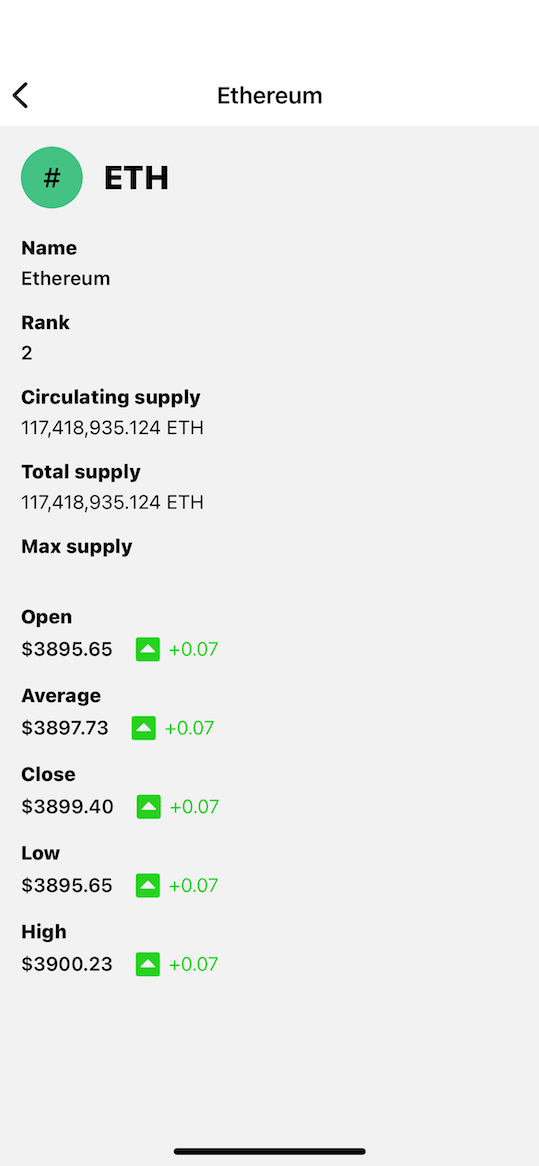 Ethereum
#
ETH
Name
Ethereum
Rank
2
Circulating supply
117,418,935.124 ETH
Total supply
117,418,935.124 ETH
Max supply
Open
$3895.65 +0.07
Average
$3897.73 +0.07
Close
$3899.40 +0.07
Low
$3895.65 +0.07
High
$3900.23 +0.07